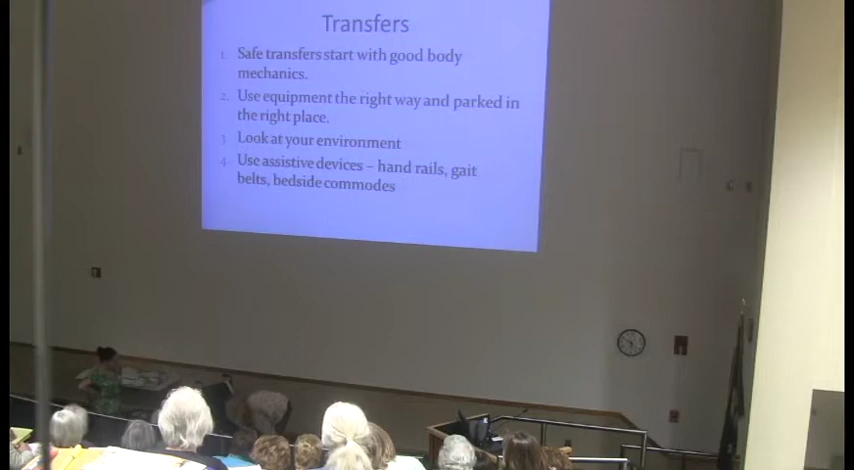 Transfers
1. Safe transfers start with good body
mechanics.
2. Use equipment the right way and parked in
the right place.
3 Look at your environment
4. Use assistive devices – hand rails, gait
belts, bedside commodes